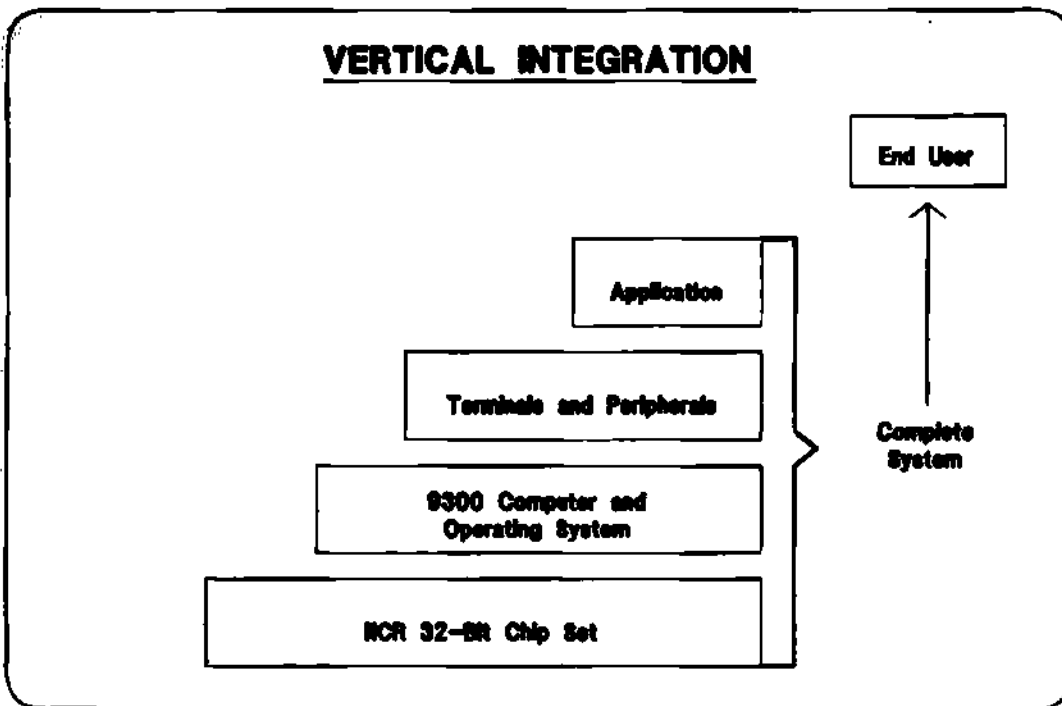 VERTICAL INTEGRATION
End User
Application
Terminals and Peripherals
Complete
System
9300 Computer and
Operating System
NCR 32-Bit Chip Set